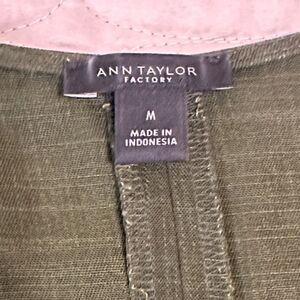 ANN TAYLOR
FACTORY
M
MADE IN
INDONESIA